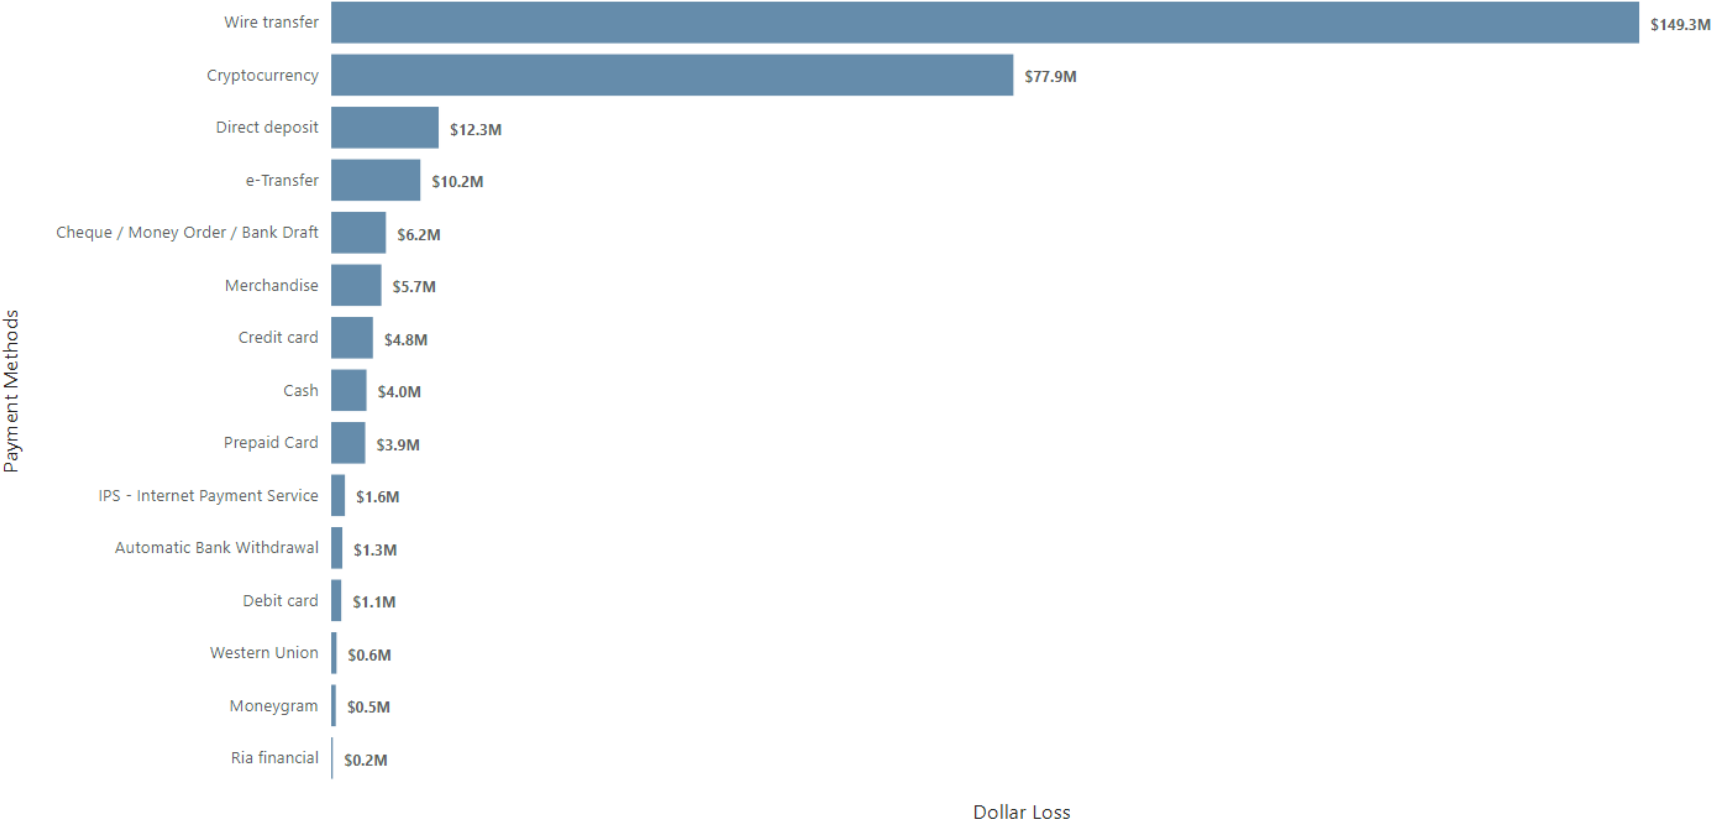 Wire transfer $149.3M
Cryptocurrency $77.9M
Direct deposit $12.3M
e-Transfer $10.2M
Cheque / Money Order / Bank Draft $6.2M
Merchandise $5.7M
Credit card $4.8M
Cash $4.0M
Prepaid Card $3.9M
IPS - Internet Payment Service $1.6M
Automatic Bank Withdrawal $1.3M
Debit card $1.1M
Western Union $0.6M
Moneygram $0.5M
Ria financial $0.2M
Payment Methods
Dollar Loss